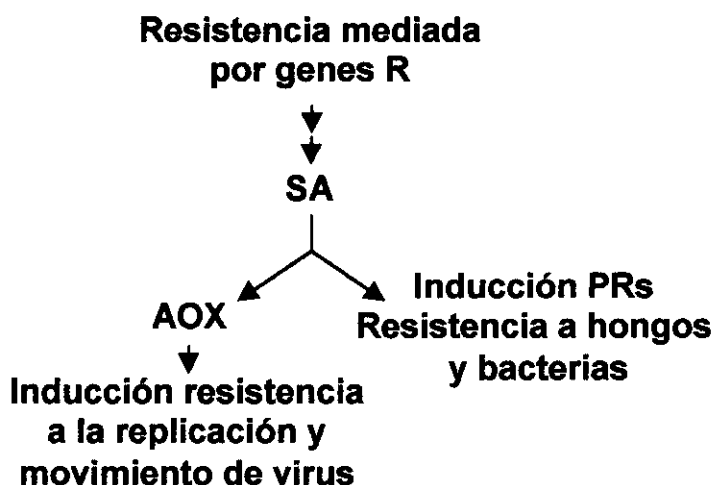 Resistencia mediada
por genes R
SA
AOX
Inducción resistencia
a la replicación y
movimiento de virus
Inducción PRs
Resistencia a hongos
y bacterias